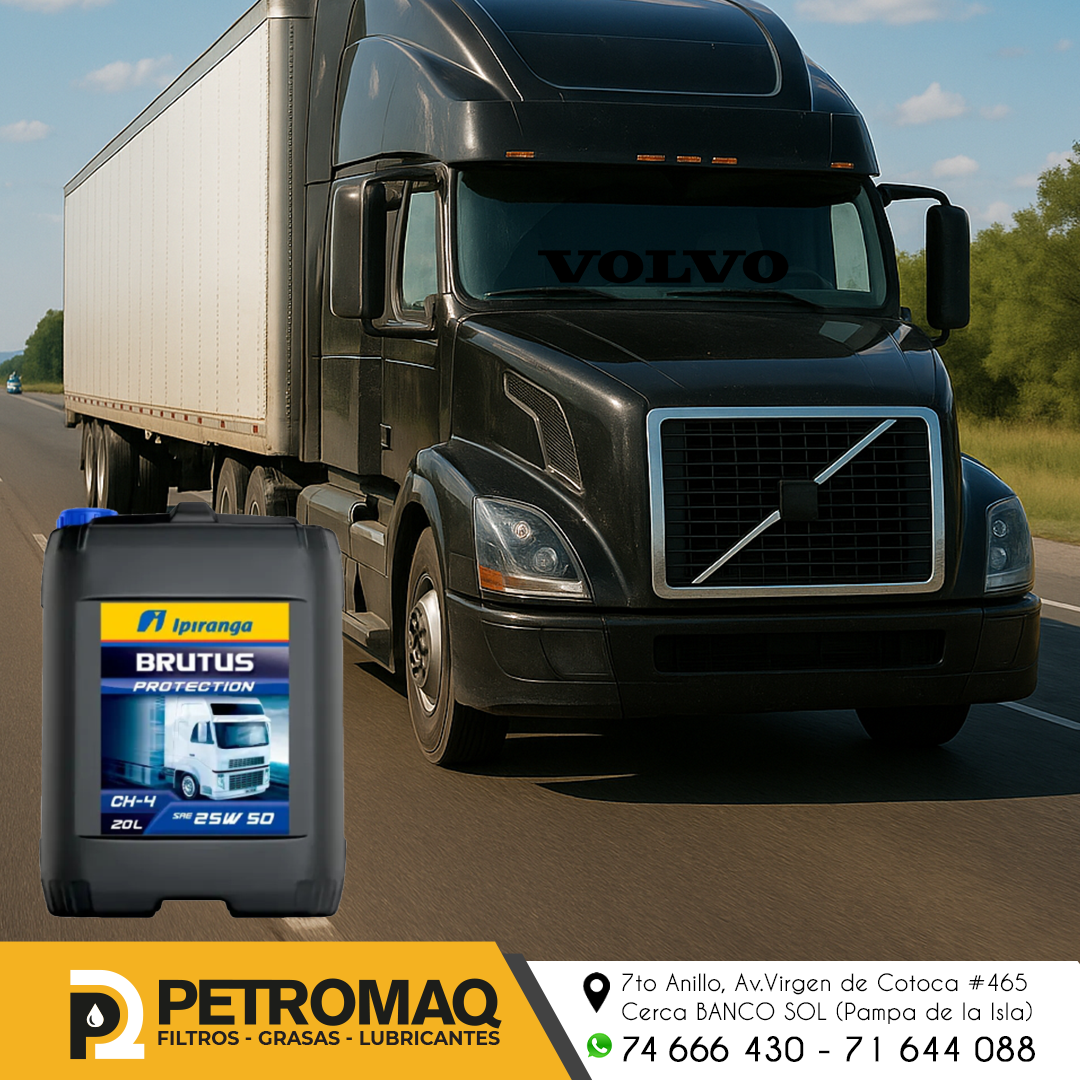 VOLVO
Ipiranga
BRUTUS
PROTECTION
CH-4
20L
SAE 25W 50
PETROMAQ
FILTROS - GRASAS - LUBRICANTES
7to Anillo, Av.Virgen de Cotoca #465
Cerca BANCO SOL (Pampa de la Isla)
74 666 430 - 71 644 088